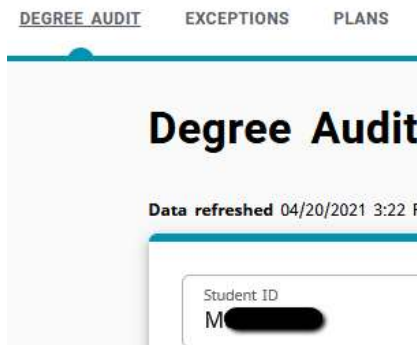 DEGREE AUDIT EXCEPTIONS PLANS
Degree Audit
Data refreshed 04/20/2021 3:22
Student ID
M